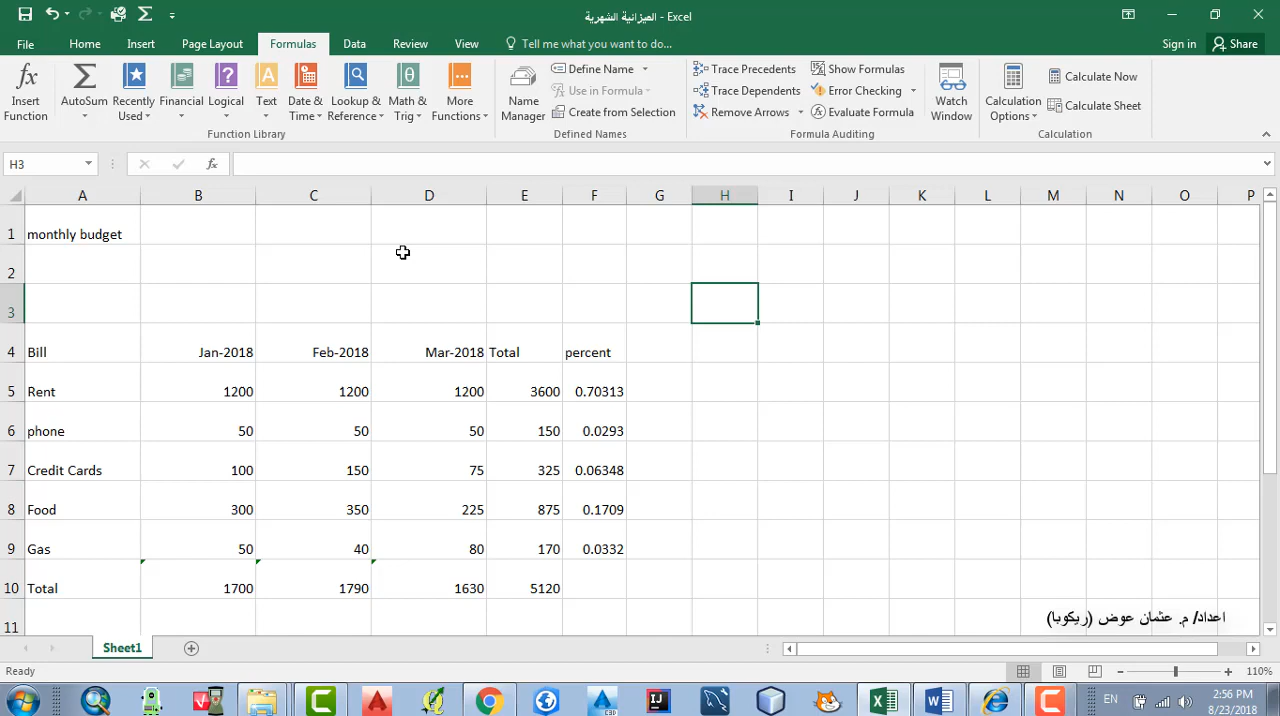 الميزانية الشهرية - Excel
File Home Insert Page Layout Formulas Data Review View Tell me what you want to do... Sign in Share
Insert Function
AutoSum
Recently Used
Financial
Logical
Text
Date & Time
Lookup & Reference
Math & Trig
More Functions
Function Library
Name Manager
Define Name
Use in Formula
Create from Selection
Defined Names
Trace Precedents
Trace Dependents
Remove Arrows
Show Formulas
Error Checking
Evaluate Formula
Formula Auditing
Watch Window
Calculation Options
Calculate Now
Calculate Sheet
Calculation
H3 fx
A B C D E F G H I J K L M N O P
1 monthly budget
2
3
4 Bill Jan-2018 Feb-2018 Mar-2018 Total percent
5 Rent 1200 1200 1200 3600 0.70313
6 phone 50 50 50 150 0.0293
7 Credit Cards 100 150 75 325 0.06348
8 Food 300 350 225 875 0.1709
9 Gas 50 40 80 170 0.0332
10 Total 1700 1790 1630 5120
11
اعداد/ م. عثمان عوض (ريكوبا)
Sheet1
Ready 110%
EN 2:56 PM
8/23/2018